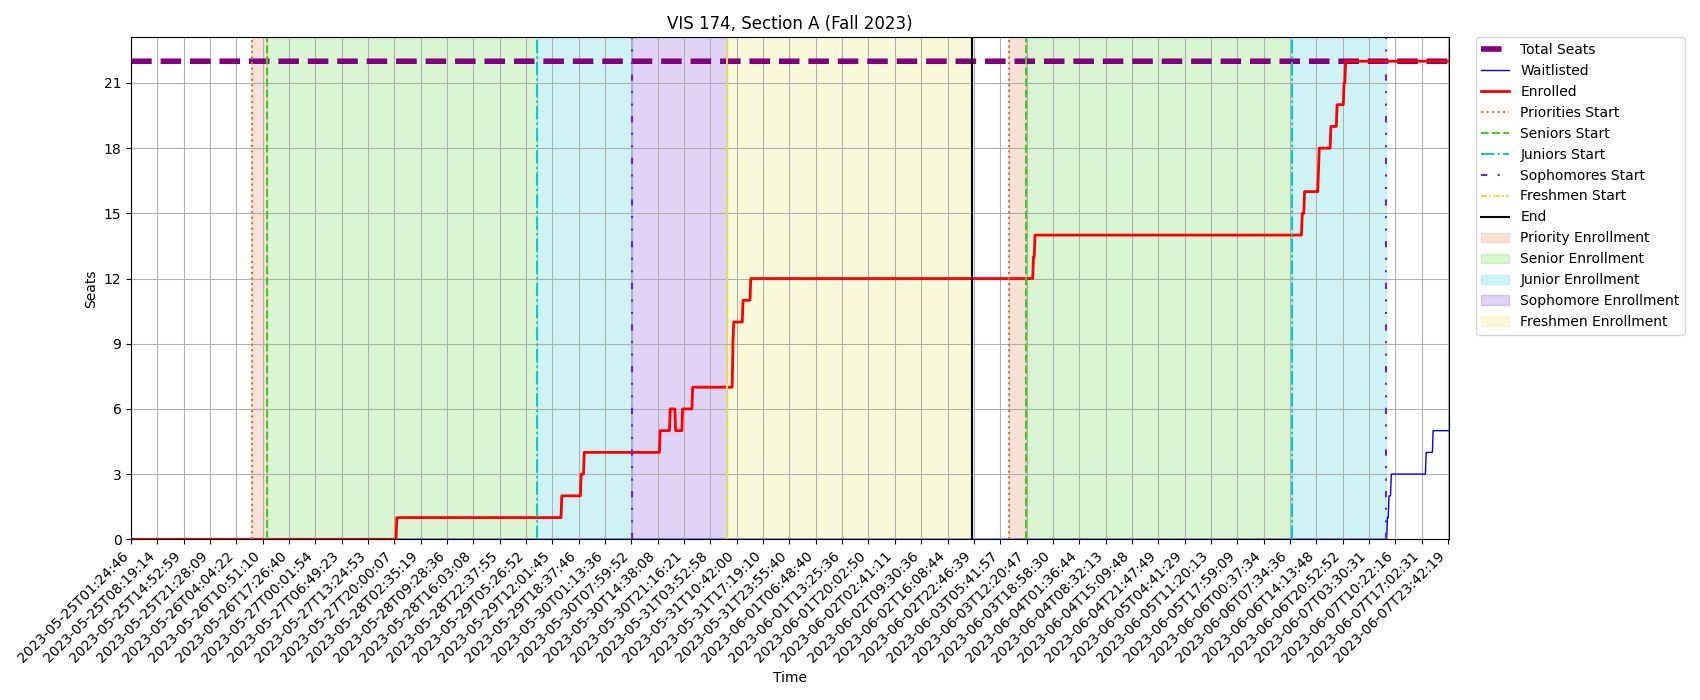 VIS 174, Section A (Fall 2023)
Seats
21
18
15
12
9
6
3
0
2023-05-25T01:24:46
2023-05-25T08:19:14
2023-05-25T14:52:59
2023-05-25T21:28:09
2023-05-26T04:04:22
2023-05-26T10:51:10
2023-05-26T17:26:40
2023-05-27T00:01:54
2023-05-27T06:49:23
2023-05-27T13:24:53
2023-05-27T20:00:07
2023-05-28T02:35:19
2023-05-28T09:28:36
2023-05-28T16:03:08
2023-05-28T22:37:55
2023-05-29T05:26:52
2023-05-29T12:01:45
2023-05-29T18:37:46
2023-05-30T01:13:36
2023-05-30T07:59:52
2023-05-30T14:38:08
2023-05-30T21:16:21
2023-05-31T03:52:58
2023-05-31T10:42:00
2023-05-31T17:19:10
2023-05-31T23:55:40
2023-06-01T06:48:40
2023-06-01T13:25:36
2023-06-01T20:02:50
2023-06-02T02:41:11
2023-06-02T09:30:36
2023-06-02T16:08:44
2023-06-02T22:46:39
2023-06-03T05:41:57
2023-06-03T12:20:47
2023-06-03T18:58:30
2023-06-04T01:36:44
2023-06-04T08:32:13
2023-06-04T15:09:48
2023-06-04T21:47:49
2023-06-05T04:41:29
2023-06-05T11:20:13
2023-06-05T17:59:09
2023-06-06T00:37:34
2023-06-06T07:34:36
2023-06-06T14:13:48
2023-06-06T20:52:52
2023-06-07T03:30:31
2023-06-07T10:22:16
2023-06-07T17:02:31
2023-06-07T23:42:19
Time
Total Seats
Waitlisted
Enrolled
Priorities Start
Seniors Start
Juniors Start
Sophomores Start
Freshmen Start
End
Priority Enrollment
Senior Enrollment
Junior Enrollment
Sophomore Enrollment
Freshmen Enrollment